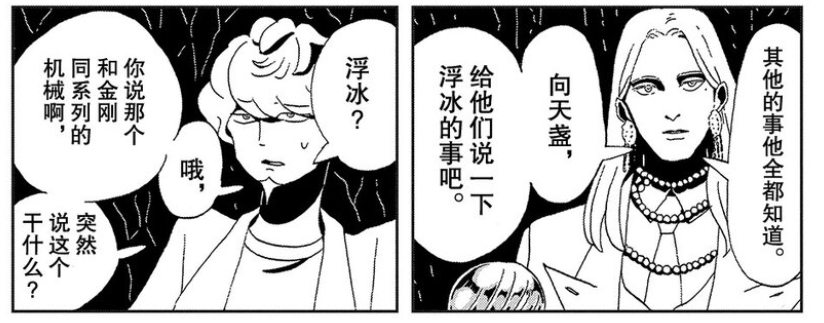 其他的事他全都知道。
向天盏，
给他们说一下
浮冰的事吧。
浮冰？
哦，
你说那个
和金刚
同系列的
机械啊，
突然
说这个
干什么？